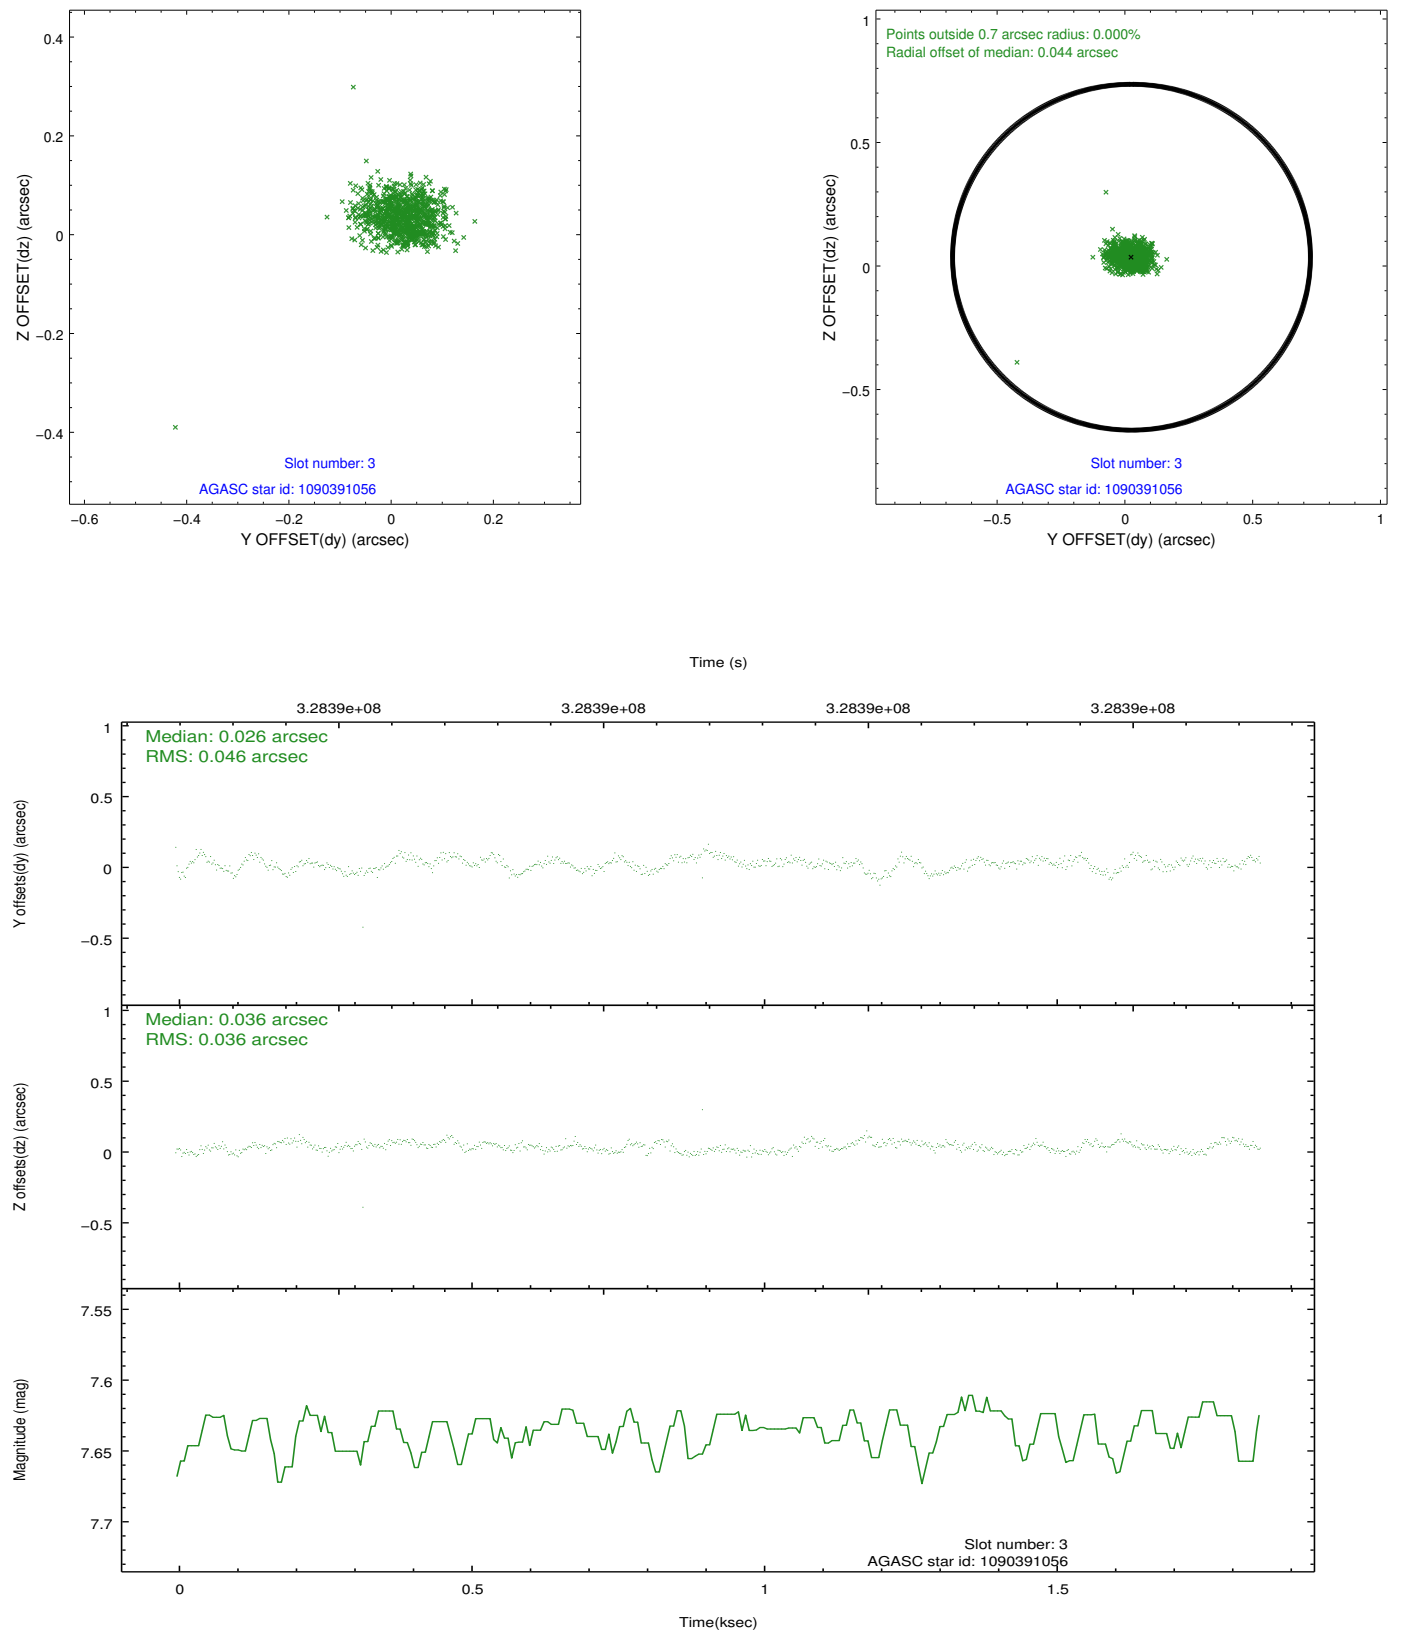 0.4
0.2
0
−0.2
−0.4
Z OFFSET(dz) (arcsec)
Slot number: 3
AGASC star id: 1090391056
−0.6
−0.4
−0.2
0
0.2
Y OFFSET(dy) (arcsec)
Points outside 0.7 arcsec radius: 0.000%
Radial offset of median: 0.044 arcsec
1
0.5
0
−0.5
Z OFFSET(dz) (arcsec)
Slot number: 3
AGASC star id: 1090391056
−0.5
0
0.5
1
Y OFFSET(dy) (arcsec)
Time (s)
3.2839e+08
3.2839e+08
3.2839e+08
3.2839e+08
Median: 0.026 arcsec
RMS: 0.046 arcsec
1
0.5
0
−0.5
Y offsets(dy) (arcsec)
Median: 0.036 arcsec
RMS: 0.036 arcsec
1
0.5
0
−0.5
Z offsets(dz) (arcsec)
7.55
7.6
7.65
7.7
Magnitude (mag)
Slot number: 3
AGASC star id: 1090391056
0
0.5
1
1.5
Time(ksec)